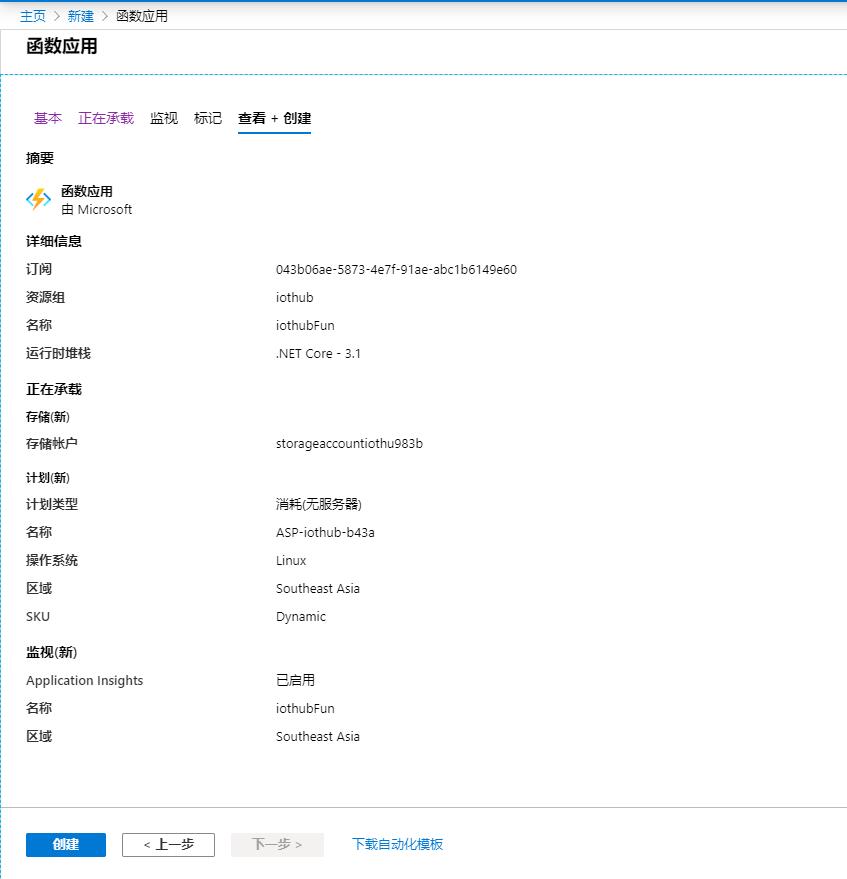 主页 > 新建 > 函数应用
函数应用
基本 正在承载 监视 标记 查看 + 创建
摘要
函数应用
由 Microsoft
详细信息
订阅 043b06ae-5873-4e7f-91ae-abc1b6149e60
资源组 iothub
名称 iothubFun
运行时堆栈 .NET Core - 3.1
正在承载
存储(新)
存储帐户 storageaccountiothu983b
计划(新)
计划类型 消耗(无服务器)
名称 ASP-iothub-b43a
操作系统 Linux
区域 Southeast Asia
SKU Dynamic
监视(新)
Application Insights 已启用
名称 iothubFun
区域 Southeast Asia
创建 < 上一步 下一步 > 下载自动化模板